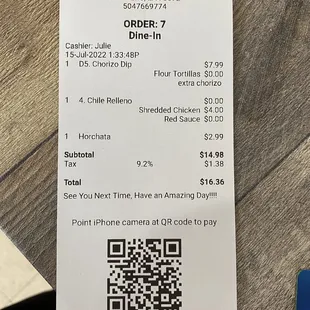 5047669774
ORDER: 7
Dine-In
Cashier: Julie
15-Jul-2022 1:33:48P
1 D5. Chorizo Dip $7.99
Flour Tortillas $0.00
extra chorizo
1 4. Chile Relleno $0.00
Shredded Chicken $4.00
Red Sauce $0.00
1 Horchata $2.99
Subtotal $14.98
Tax 9.2% $1.38
Total $16.36
See You Next Time, Have an Amazing Day!!!!
Point iPhone camera at QR code to pay